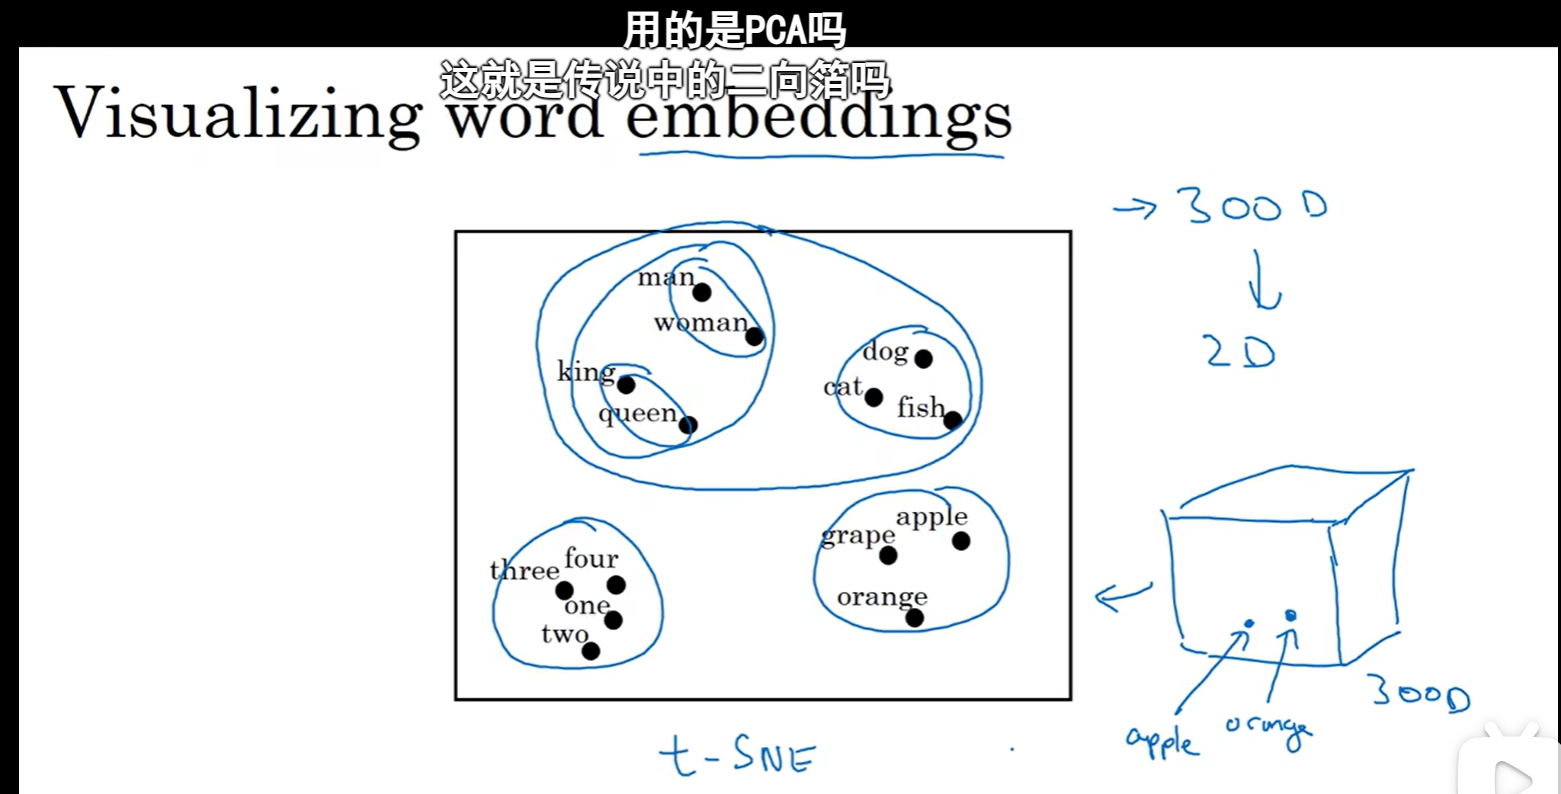 用的是PCA吗
这就是传说中的二向箔吗
Visualizing word embeddings
→ 300D
↓
2D
man
woman
king
queen
dog
cat
fish
apple
grape
orange
four
three
one
two
300D
apple
orange
t-SNE